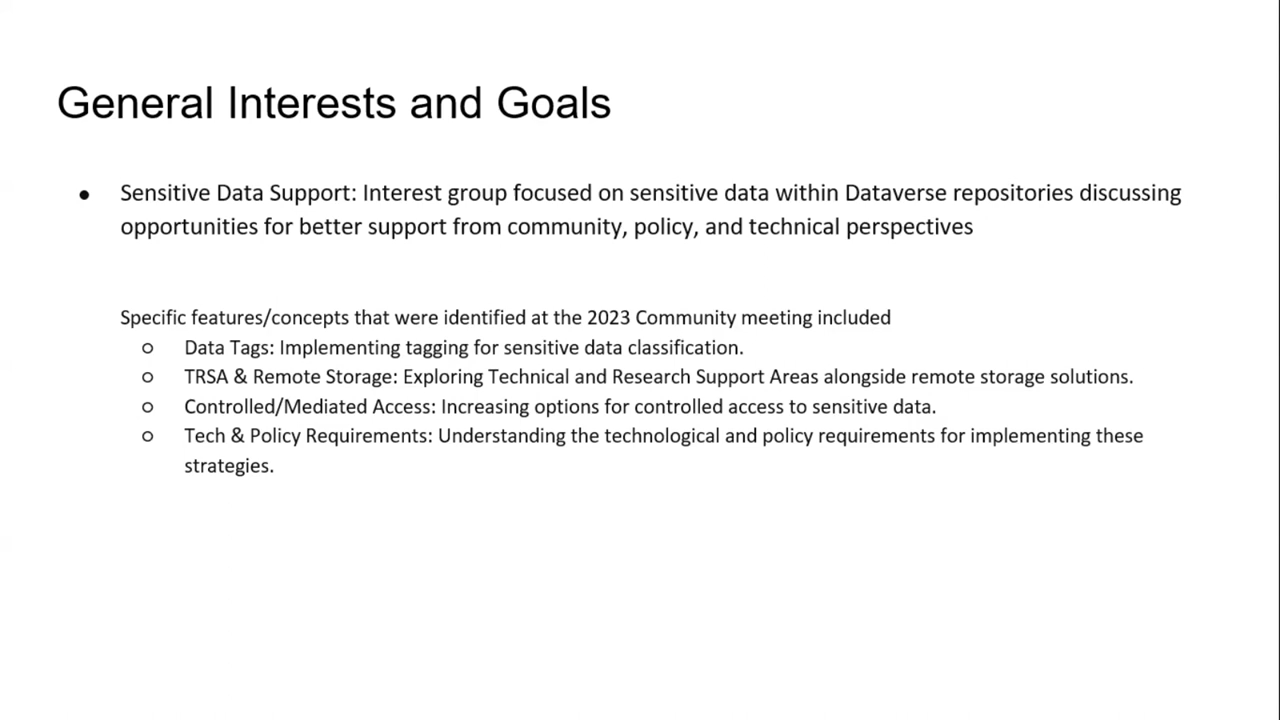 General Interests and Goals
● Sensitive Data Support: Interest group focused on sensitive data within Dataverse repositories discussing
opportunities for better support from community, policy, and technical perspectives
Specific features/concepts that were identified at the 2023 Community meeting included
○ Data Tags: Implementing tagging for sensitive data classification.
○ TRSA & Remote Storage: Exploring Technical and Research Support Areas alongside remote storage solutions.
○ Controlled/Mediated Access: Increasing options for controlled access to sensitive data.
○ Tech & Policy Requirements: Understanding the technological and policy requirements for implementing these
strategies.